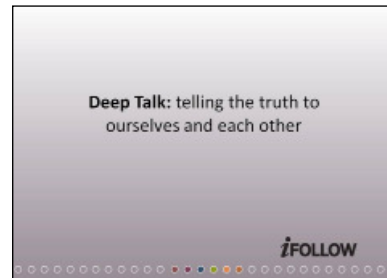 Deep Talk: telling the truth to
ourselves and each other
iFOLLOW